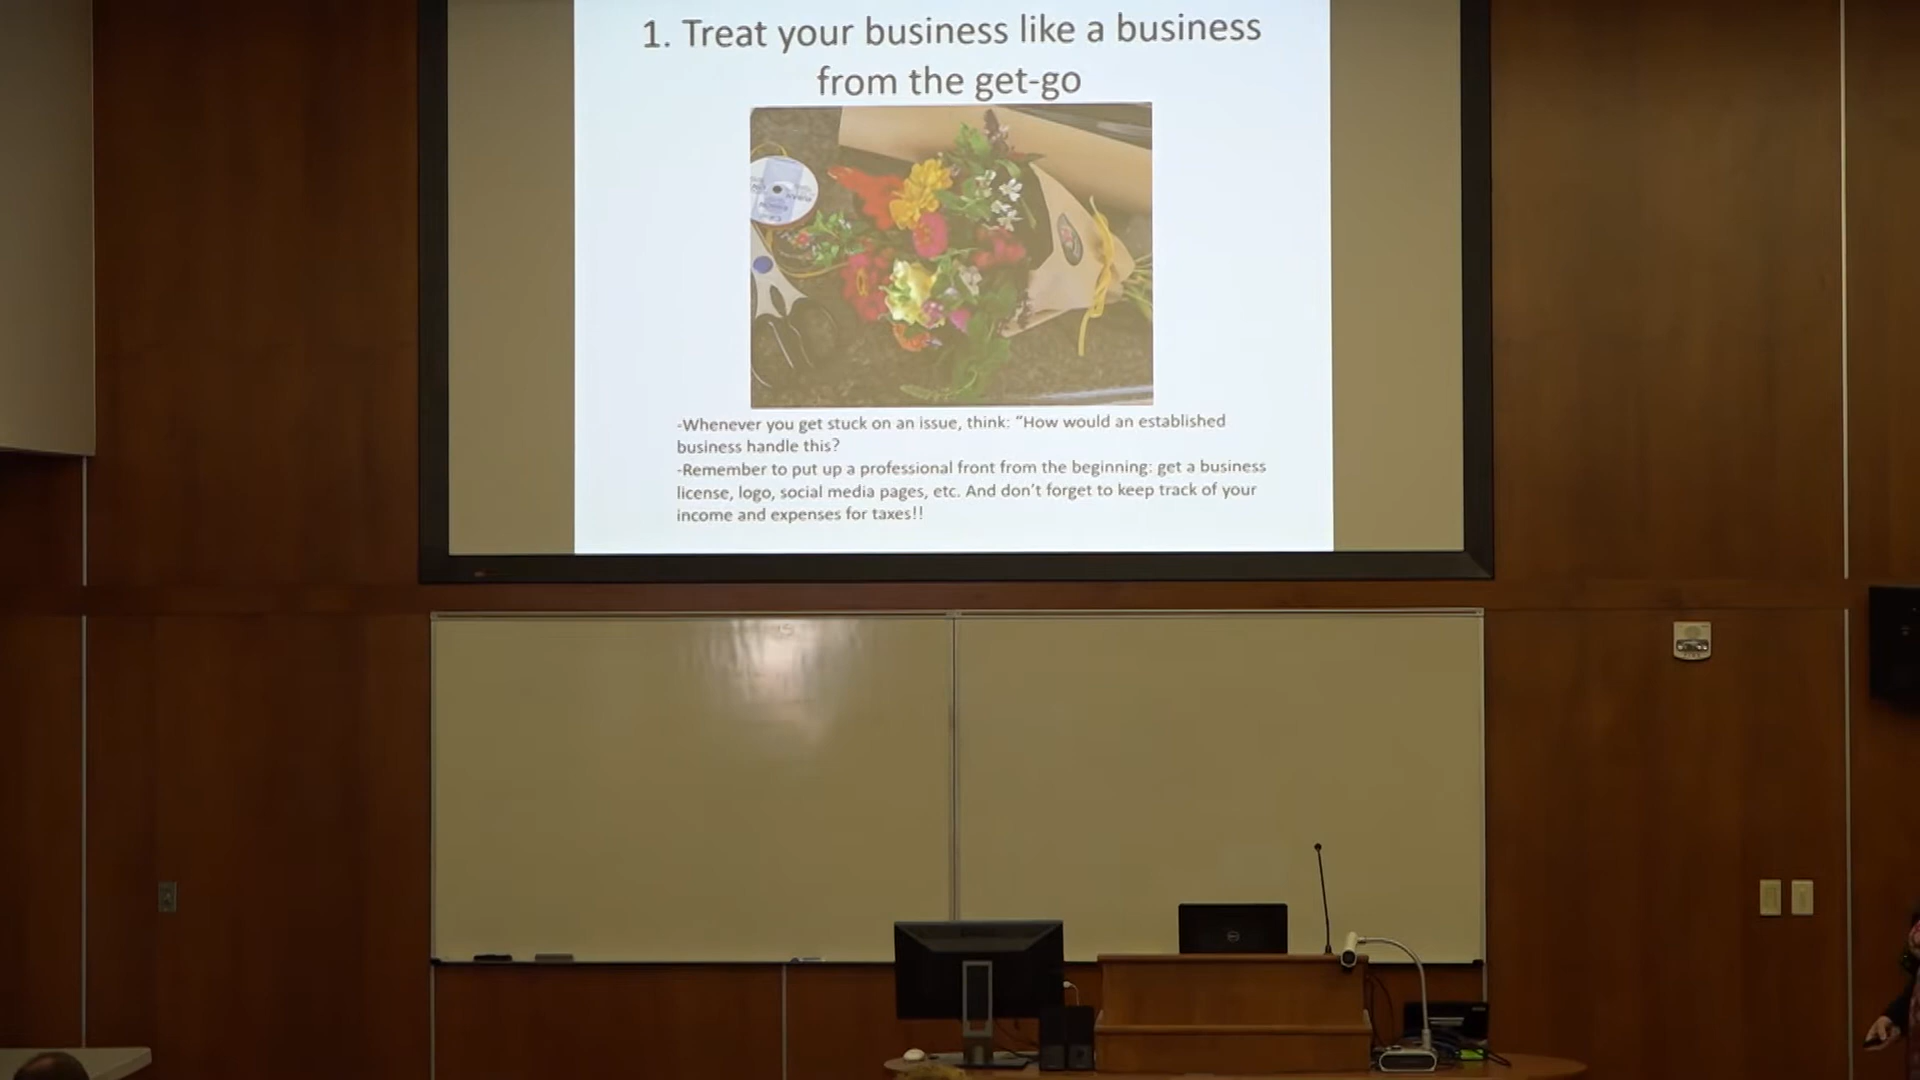 1. Treat your business like a business
from the get-go
-Whenever you get stuck on an issue, think: “How would an established
business handle this?
-Remember to put up a professional front from the beginning: get a business
license, logo, social media pages, etc. And don’t forget to keep track of your
income and expenses for taxes!!